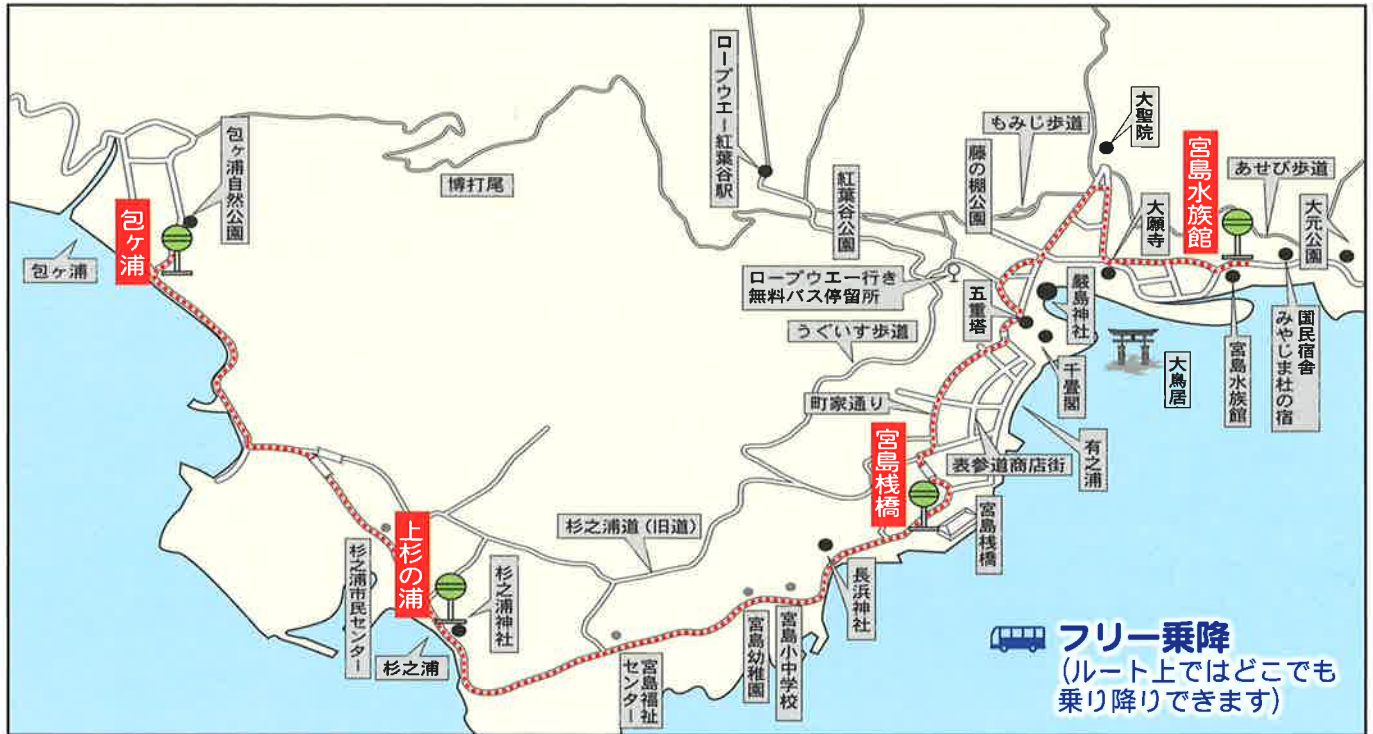 包ヶ浦
包ヶ浦
包ヶ浦自然公園
博打尾
ロープウエー紅葉谷駅
紅葉谷公園
ロープウエー行き
無料バス停留所
うぐいす歩道
もみじ歩道
藤の棚公園
大聖院
大願寺
宮島水族館
あせび歩道
大元公園
国民宿舎
みやじま杜の宿
宮島水族館
大鳥居
嚴島神社
五重塔
千畳閣
町家通り
有之浦
表参道商店街
宮島桟橋
宮島桟橋
長浜神社
宮島小中学校
宮島幼稚園
宮島福祉
センター
杉之浦道(旧道)
杉之浦神社
上杉の浦
杉之浦
杉之浦市民センター
フリー乗降
(ルート上ではどこでも
乗り降りできます)